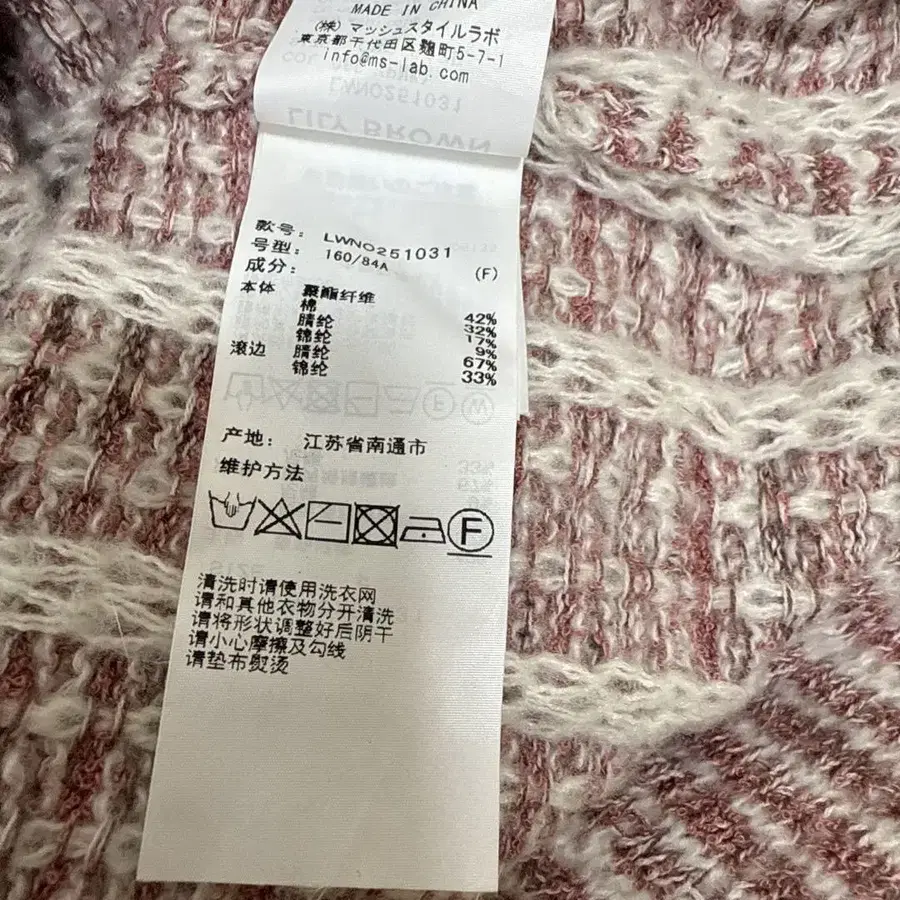 MADE IN CHINA
(株) マッシュスタイルラボ
東京都千代田区麹町5-7-1
info@ms-lab.com
LWNO251031
LILY BROWN
款号: LWNO251031
号型: 160/84A (F)
成分:
本体 聚酯纤维 42%
棉 32%
腈纶 17%
锦纶 9%
滚边 腈纶 67%
锦纶 33%
产地: 江苏省南通市
维护方法
F
清洗时请使用洗衣网
请和其他衣物分开清洗
请将形状调整好后阴干
请小心摩擦及勾线
请垫布熨烫